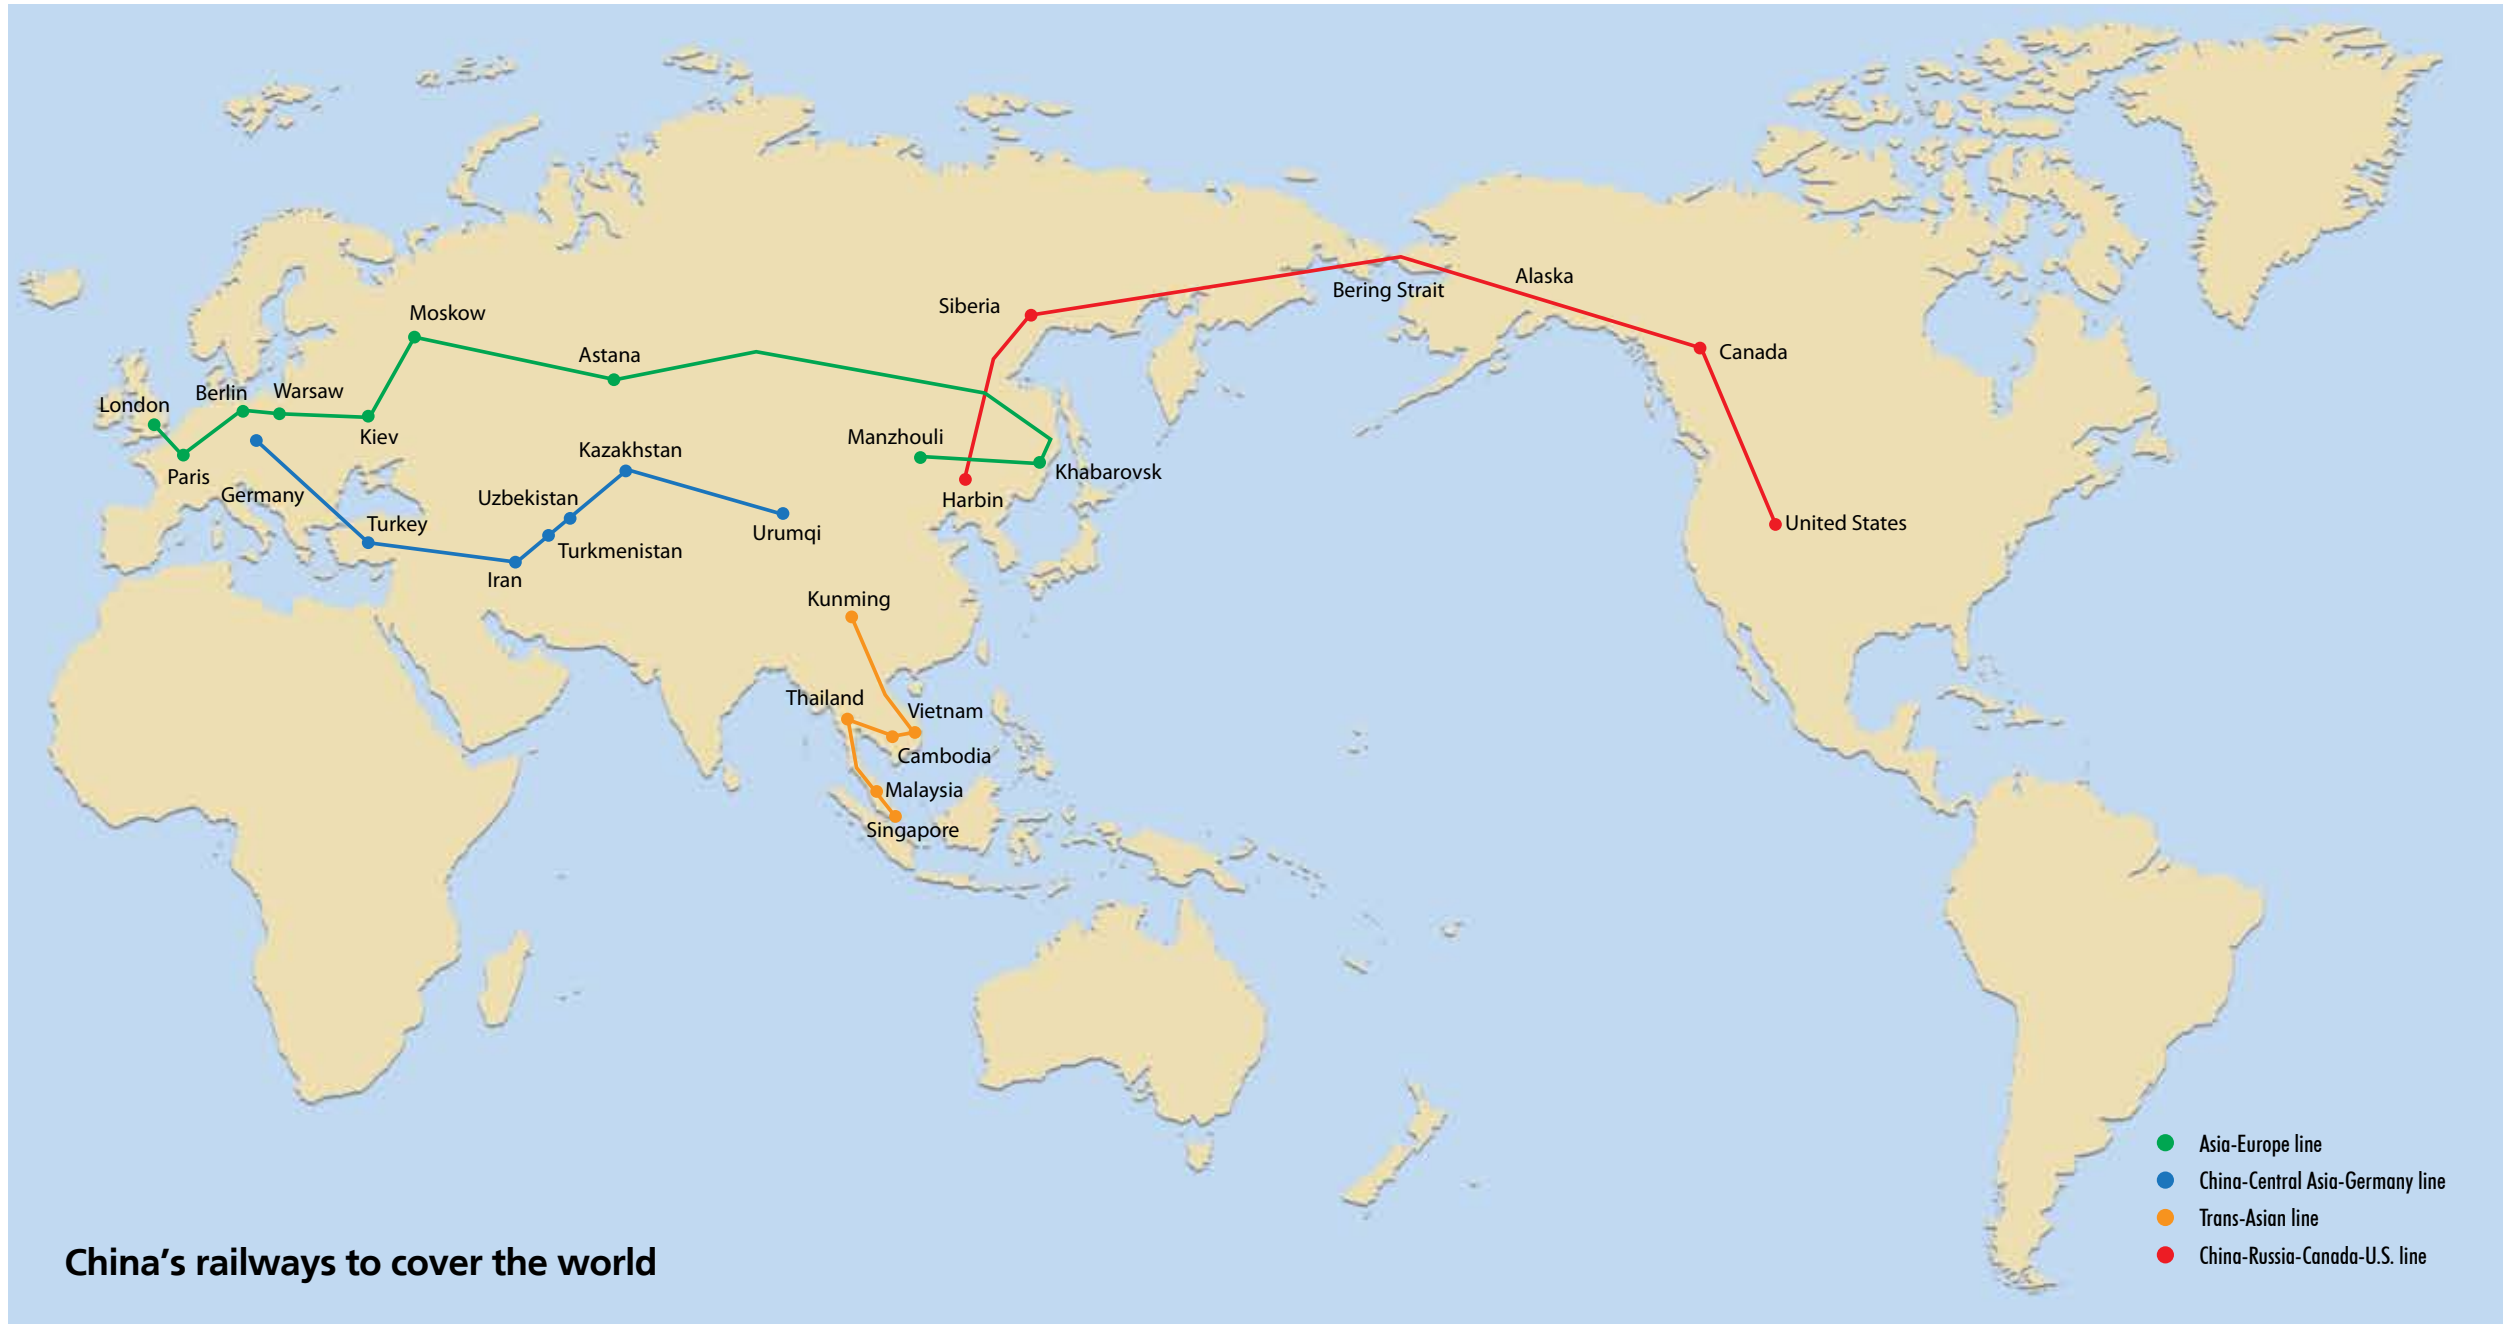 Moskow
Siberia
Bering Strait
Alaska
Canada
Astana
London
Berlin
Warsaw
Kiev
Paris
Manzhouli
Khabarovsk
Harbin
Germany
Turkey
Kazakhstan
Uzbekistan
Turkmenistan
Iran
Urumqi
United States
Kunming
Thailand
Vietnam
Cambodia
Malaysia
Singapore
Asia-Europe line
China-Central Asia-Germany line
Trans-Asian line
China-Russia-Canada-U.S. line
China's railways to cover the world